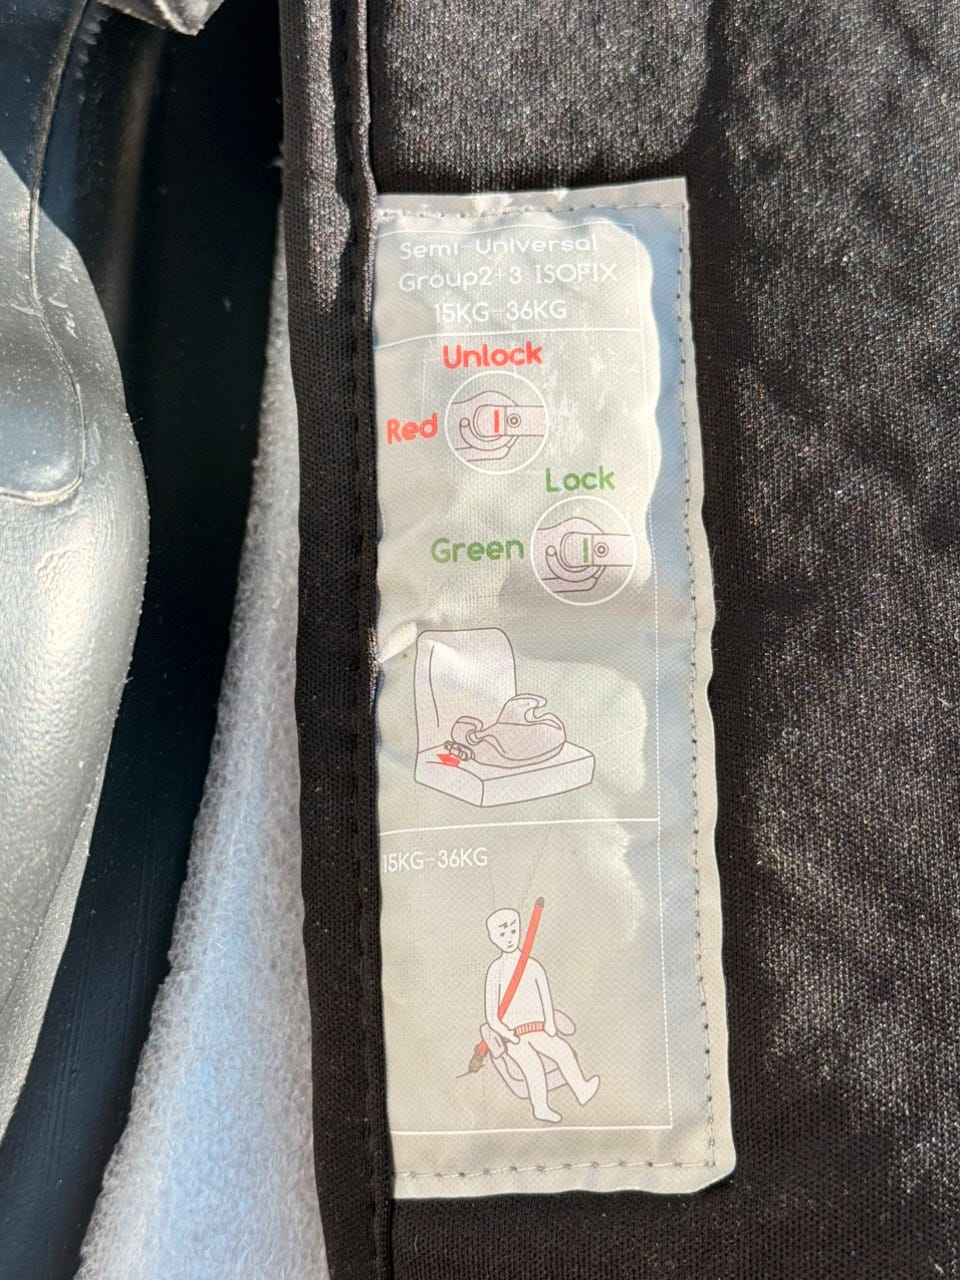 Semi-Universal
Group2+3 ISOFIX
15KG-36KG
Unlock
Red
Lock
Green
15KG-36KG